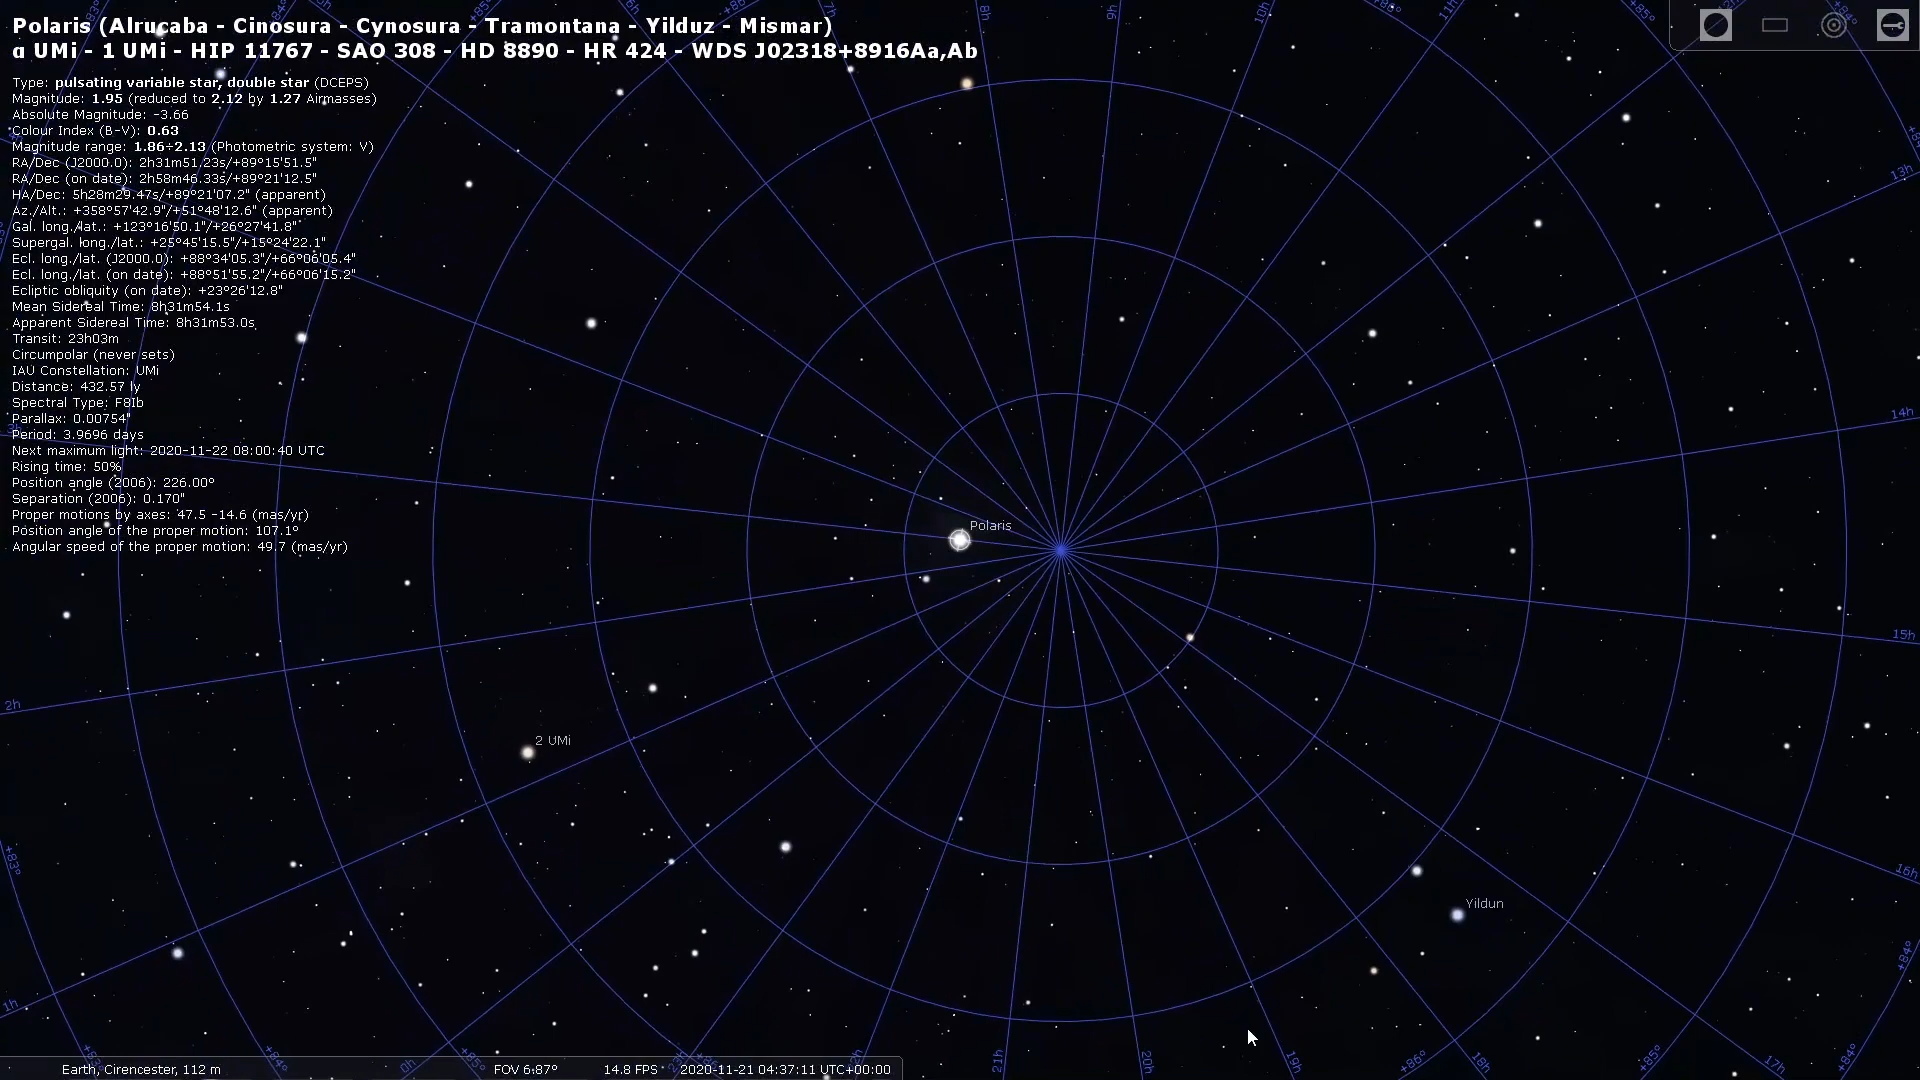 Polaris (Alruccaba - Cinosura - Cynosura - Tramontana - Yilduz - Mismar)
α UMi - 1 UMi - HIP 11767 - SAO 308 - HD 8890 - HR 424 - WDS J02318+8916Aa,Ab
Type: pulsating variable star, double star (DCEPS)
Magnitude: 1.95 (reduced to 2.12 by 1.27 Airmasses)
Absolute Magnitude: -3.66
Colour Index (B-V): 0.63
Magnitude range: 1.86÷2.13 (Photometric system: V)
RA/Dec (J2000.0): 2h31m51.23s/+89°15'51.5"
RA/Dec (on date): 2h58m46.33s/+89°21'12.5"
HA/Dec: 5h28m29.47s/+89°21'07.2" (apparent)
Az./Alt.: +358°57'42.9"/+51°48'12.6" (apparent)
Gal. long./lat.: +123°16'50.1"/+26°27'41.8"
Supergal. long./lat.: +25°45'15.5"/+15°24'22.1"
Ecl. long./lat. (J2000.0): +88°34'05.3"/+66°06'05.4"
Ecl. long./lat. (on date): +88°51'55.2"/+66°06'15.2"
Ecliptic obliquity (on date): +23°26'12.8"
Mean Sidereal Time: 8h31m54.1s
Apparent Sidereal Time: 8h31m53.0s
Transit: 23h03m
Circumpolar (never sets)
IAU Constellation: UMi
Distance: 432.57 ly
Spectral Type: F8Ib
Parallax: 0.00754"
Period: 3.9696 days
Next maximum light: 2020-11-22 08:00:40 UTC
Rising time: 50%
Position angle (2006): 226.00°
Separation (2006): 0.170"
Proper motions by axes: 47.5 -14.6 (mas/yr)
Position angle of the proper motion: 107.1°
Angular speed of the proper motion: 49.7 (mas/yr)
8h
9h
10h
11h
+85°
13h
14h
Polaris
15h
2h
2 UMi
+83°
16h
Yildun
+84°
1h
+83°
+84°
0h
+85°
23h
21h
20h
19h
+86°
18h
+85°
17h
+84°
Earth, Cirencester, 112 m
FOV 6.87°
14.8 FPS
2020-11-21 04:37:11 UTC+00:00